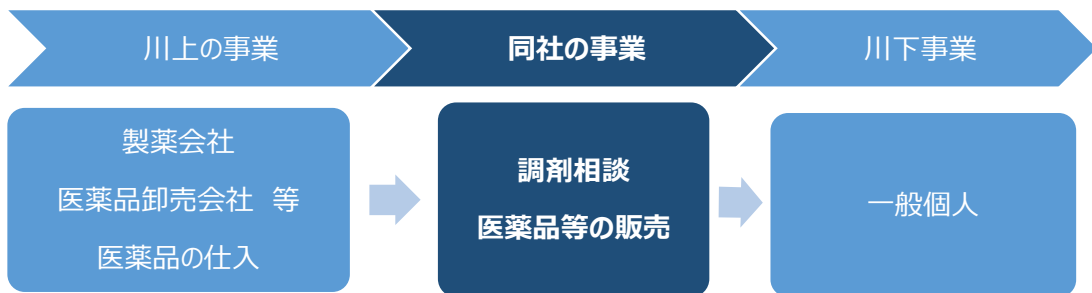 川上の事業
同社の事業
川下事業
製薬会社
医薬品卸売会社 等
医薬品の仕入
調剤相談
医薬品等の販売
一般個人